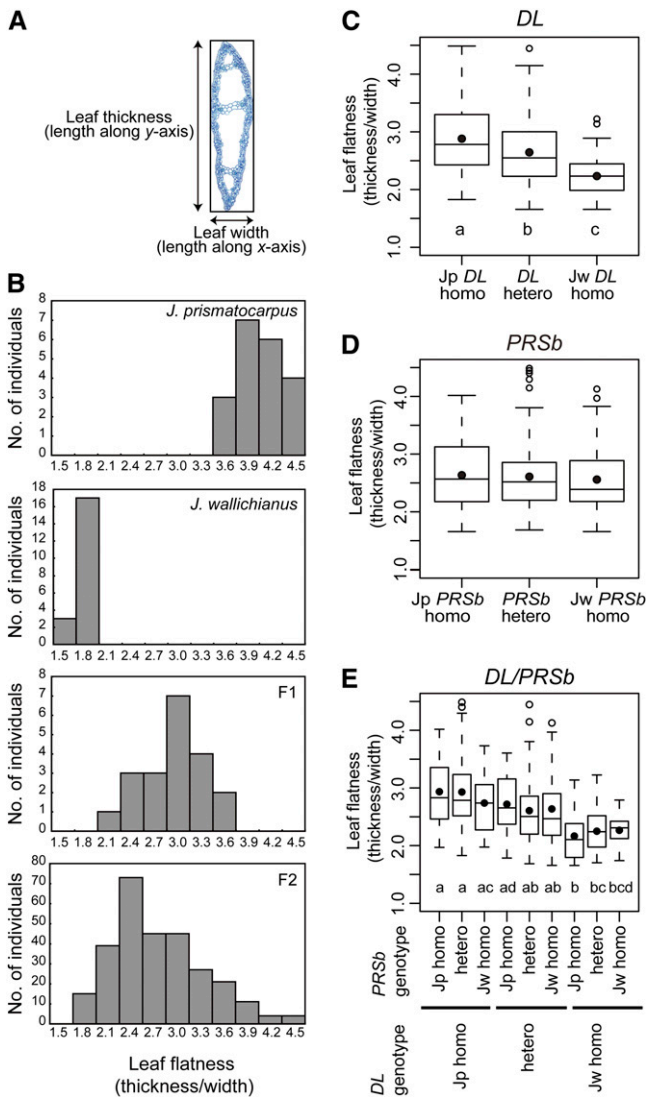 A
Leaf thickness
(length along y-axis)
Leaf width
(length along x-axis)
B
No. of individuals
8
7
6
5
4
3
2
1
0
J. prismatocarpus
1.5 1.8 2.1 2.4 2.7 3.0 3.3 3.6 3.9 4.2 4.5
No. of individuals
18
16
14
12
10
8
6
4
2
0
J. wallichianus
1.5 1.8 2.1 2.4 2.7 3.0 3.3 3.6 3.9 4.2 4.5
No. of individuals
8
7
6
5
4
3
2
1
0
F1
1.5 1.8 2.1 2.4 2.7 3.0 3.3 3.6 3.9 4.2 4.5
No. of individuals
80
70
60
50
40
30
20
10
0
F2
1.5 1.8 2.1 2.4 2.7 3.0 3.3 3.6 3.9 4.2 4.5
Leaf flatness
(thickness/width)
C
DL
Leaf flatness
(thickness/width)
4.0
3.0
2.0
1.0
a b c
Jp DL
homo
DL
hetero
Jw DL
homo
D
PRSb
Leaf flatness
(thickness/width)
4.0
3.0
2.0
1.0
Jp PRSb
homo
PRSb
hetero
Jw PRSb
homo
E
DL/PRSb
Leaf flatness
(thickness/width)
4.0
3.0
2.0
1.0
a a ac ad ab ab b bc bcd
PRSb
genotype
Jp homo
hetero
Jw homo
Jp homo
hetero
Jw homo
Jp homo
hetero
Jw homo
DL
genotype
Jp homo
hetero
Jw homo